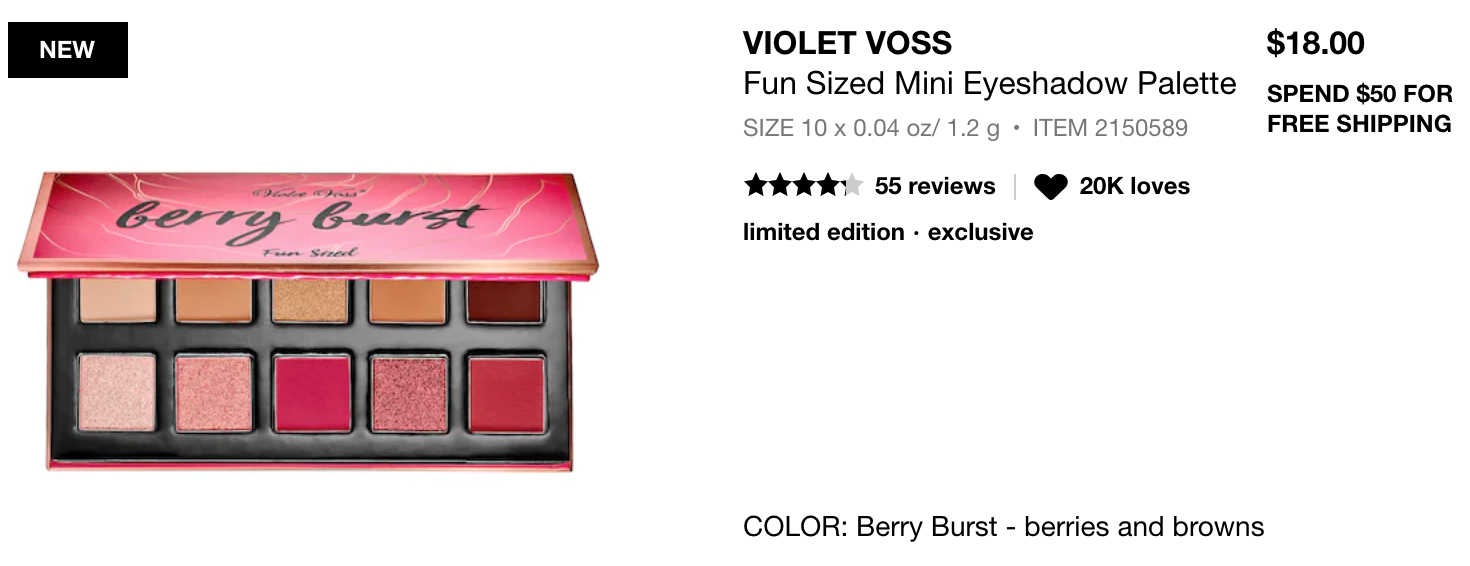 NEW
VIOLET VOSS
$18.00
Fun Sized Mini Eyeshadow Palette
SPEND $50 FOR
FREE SHIPPING
SIZE 10 x 0.04 oz/ 1.2 g • ITEM 2150589
55 reviews
20K loves
limited edition · exclusive
Violet Voss
berry burst
Fun Sized
COLOR: Berry Burst - berries and browns